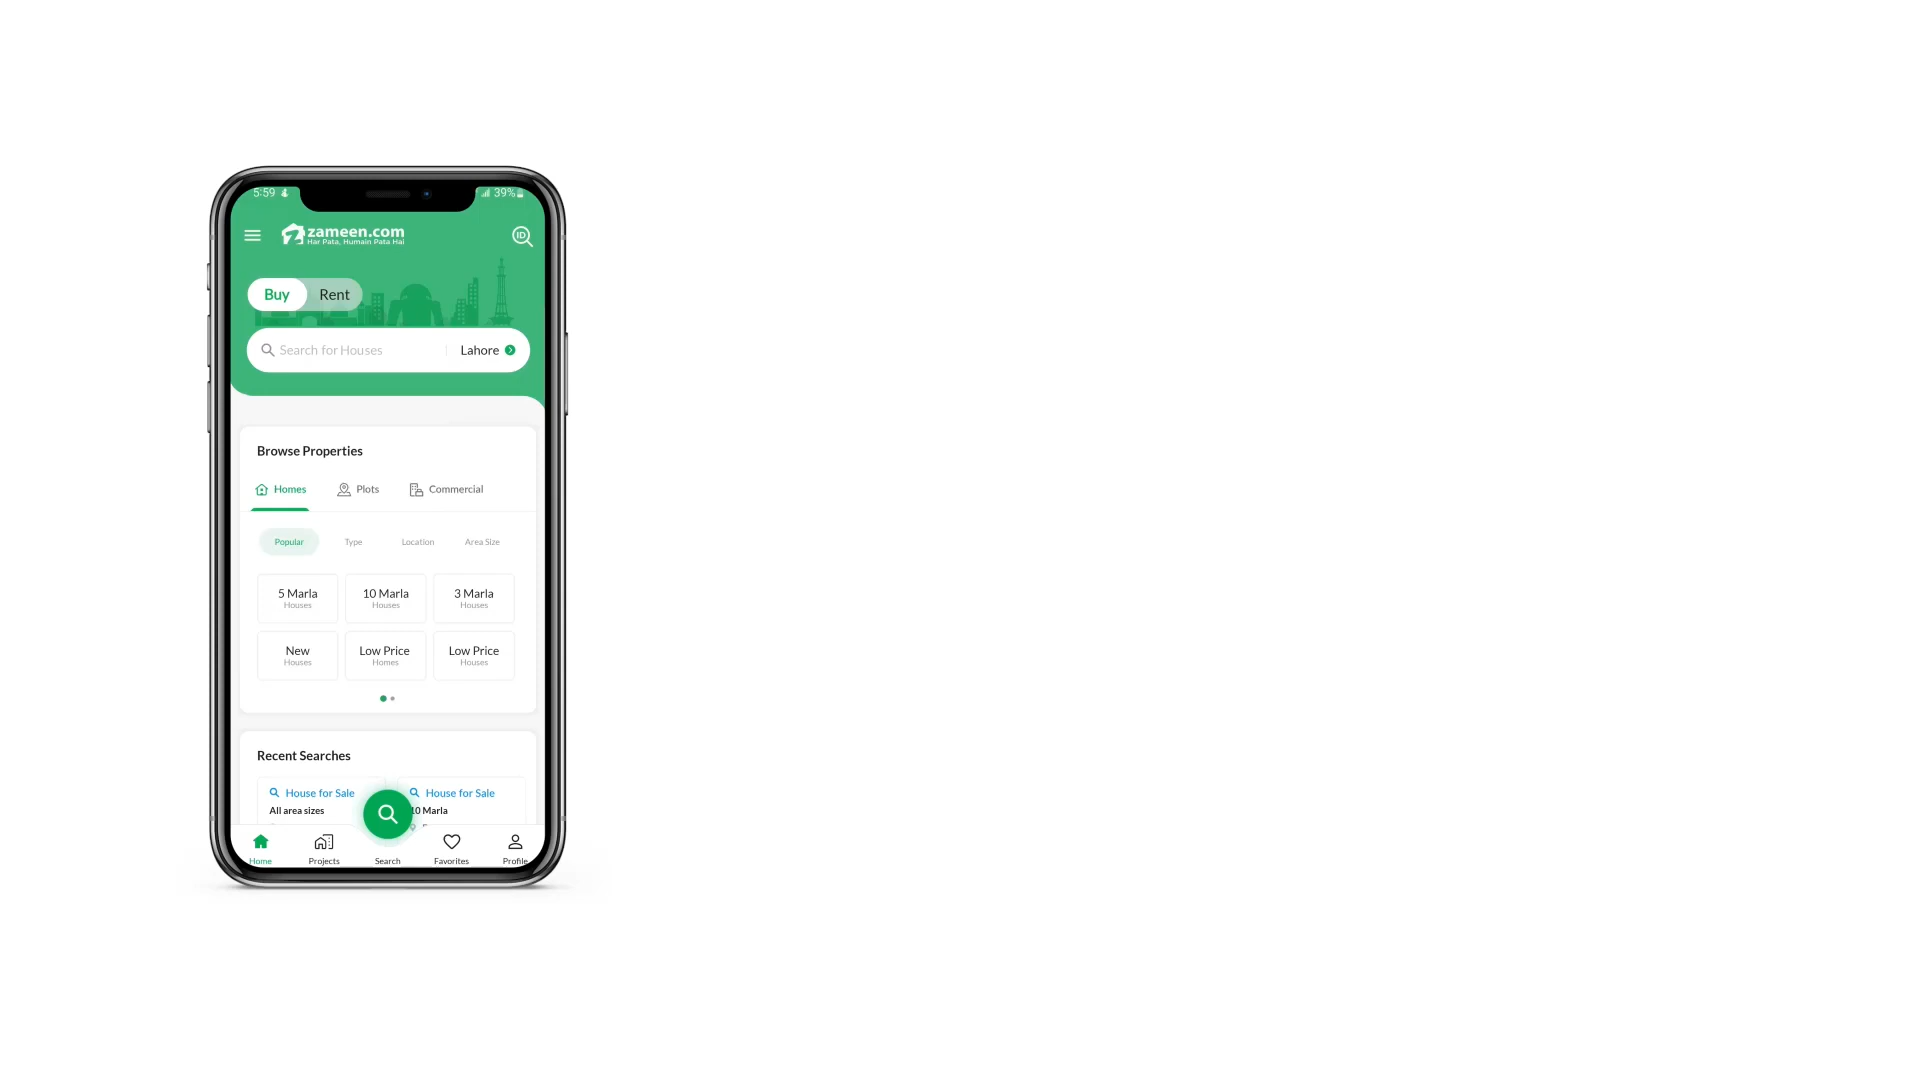 5:59
39%
zameen.com
Har Pata, Humain Pata Hai
ID
Buy
Rent
Search for Houses
Lahore
Browse Properties
Homes
Plots
Commercial
Popular
Type
Location
Area Size
5 Marla
Houses
10 Marla
Houses
3 Marla
Houses
New
Houses
Low Price
Homes
Low Price
Houses
Recent Searches
House for Sale
All area sizes
House for Sale
10 Marla
Home
Projects
Search
Favorites
Profile